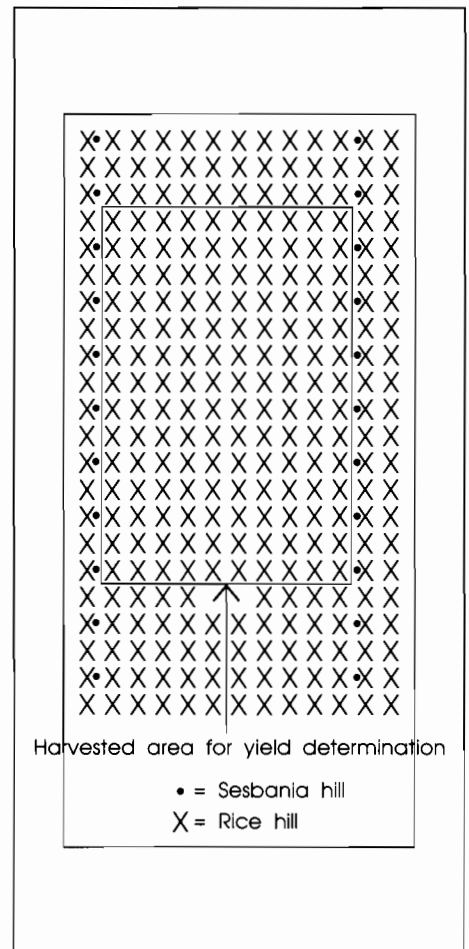 Harvested area for yield determination
• = Sesbania hill
X = Rice hill